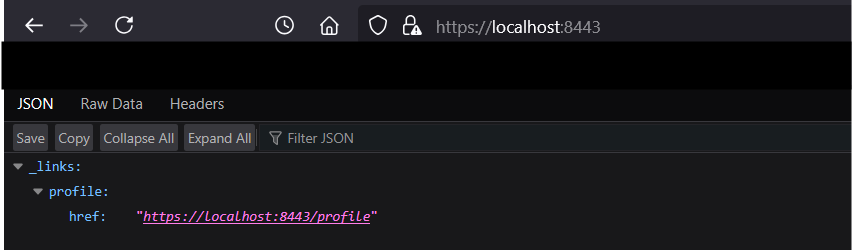 https://localhost:8443
JSON Raw Data Headers
Save Copy Collapse All Expand All Filter JSON
_links:
profile:
href: "https://localhost:8443/profile"